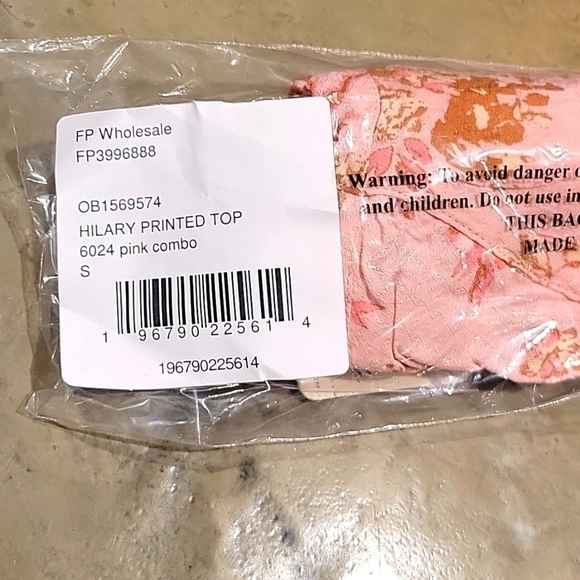 FP Wholesale
FP3996888
OB1569574
HILARY PRINTED TOP
6024 pink combo
S
1 96790 22561 4
196790225614
Warning: To avoid danger
and children. Do not use in
THIS BAG
MADE